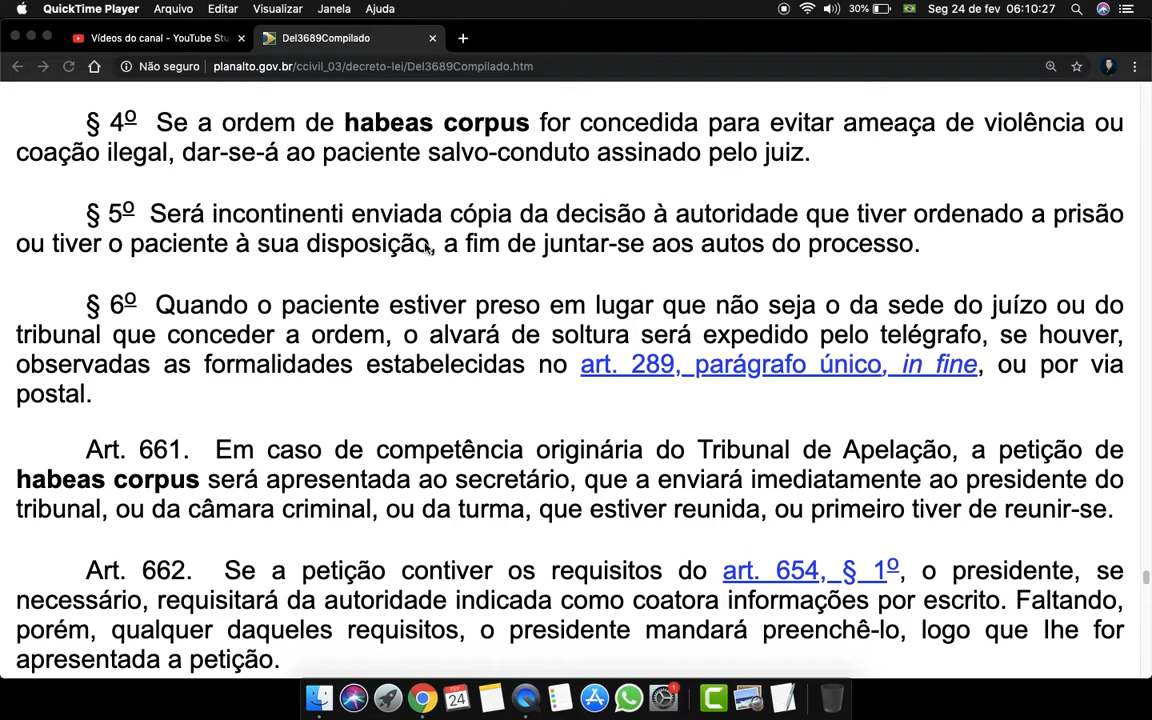 QuickTime Player Arquivo Editar Visualizar Janela Ajuda 30% Seg 24 de fev 06:10:27
Vídeos do canal - YouTube Stu × Del3689Compilado × +
Não seguro planalto.gov.br/ccivil_03/decreto-lei/Del3689Compilado.htm
§ 4º Se a ordem de habeas corpus for concedida para evitar ameaça de violência ou
coação ilegal, dar-se-á ao paciente salvo-conduto assinado pelo juiz.
§ 5º Será incontinenti enviada cópia da decisão à autoridade que tiver ordenado a prisão
ou tiver o paciente à sua disposição, a fim de juntar-se aos autos do processo.
§ 6º Quando o paciente estiver preso em lugar que não seja o da sede do juízo ou do
tribunal que conceder a ordem, o alvará de soltura será expedido pelo telégrafo, se houver,
observadas as formalidades estabelecidas no art. 289, parágrafo único, in fine, ou por via
postal.
Art. 661. Em caso de competência originária do Tribunal de Apelação, a petição de
habeas corpus será apresentada ao secretário, que a enviará imediatamente ao presidente do
tribunal, ou da câmara criminal, ou da turma, que estiver reunida, ou primeiro tiver de reunir-se.
Art. 662. Se a petição contiver os requisitos do art. 654, § 1º, o presidente, se
necessário, requisitará da autoridade indicada como coatora informações por escrito. Faltando,
porém, qualquer daqueles requisitos, o presidente mandará preenchê-lo, logo que lhe for
apresentada a petição.
FEV
24
1